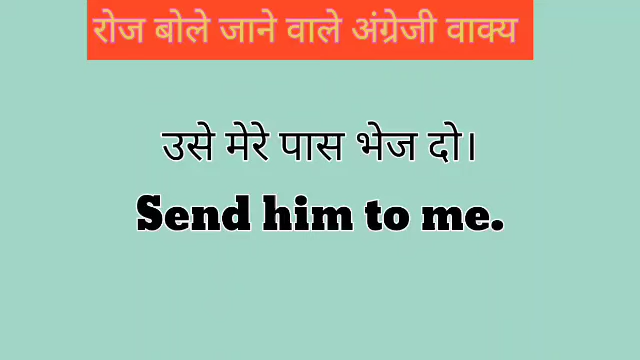 रोज बोले जाने वाले अंग्रेजी वाक्य
उसे मेरे पास भेज दो।
Send him to me.